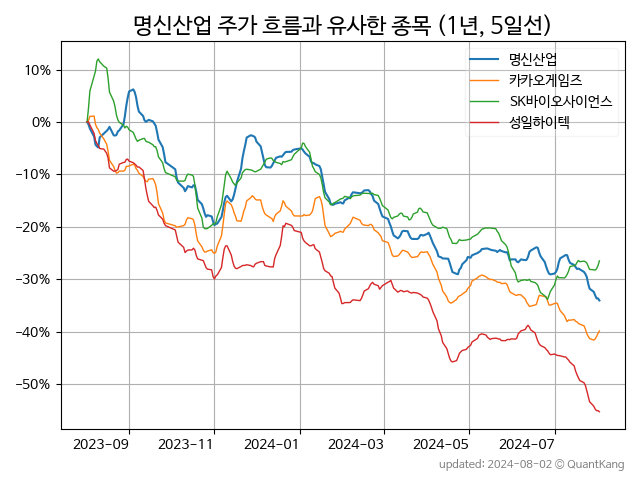 명신산업 주가 흐름과 유사한 종목 (1년, 5일선)
명신산업
카카오게임즈
SK바이오사이언스
성일하이텍
10%
0%
−10%
−20%
−30%
−40%
−50%
2023-09 2023-11 2024-01 2024-03 2024-05 2024-07
updated: 2024-08-02 © QuantKang